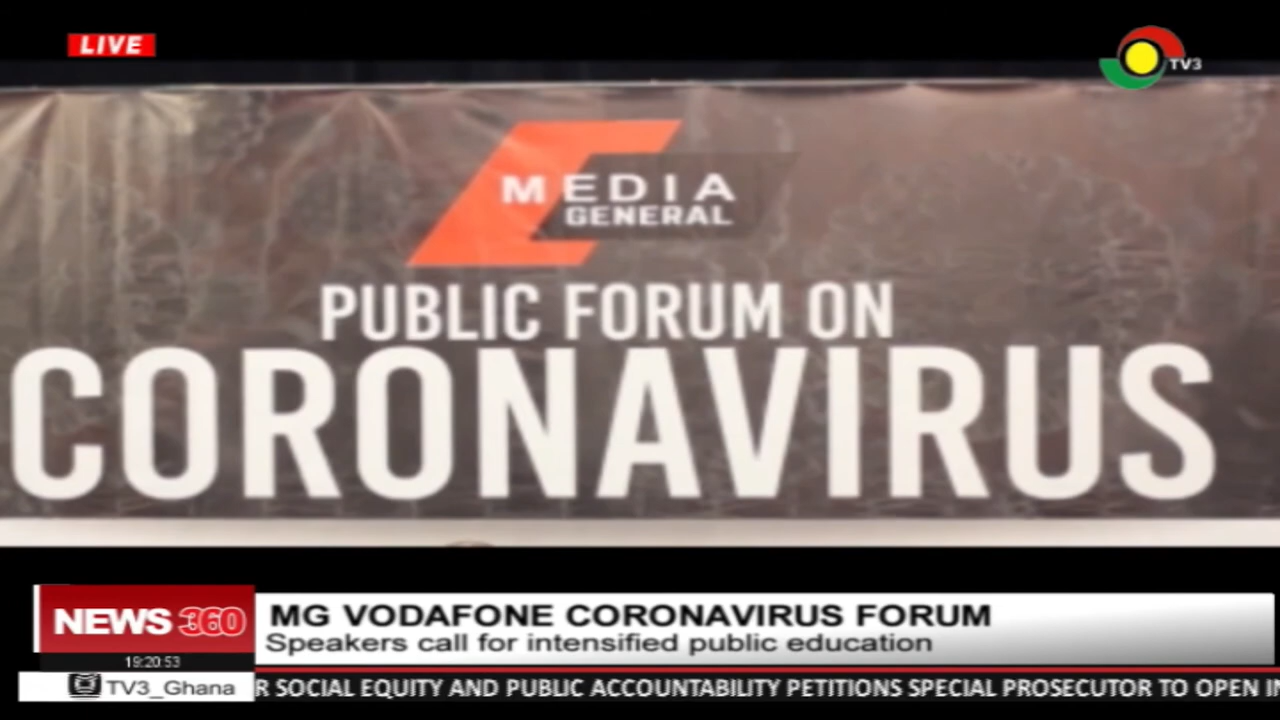 LIVE
TV3
MEDIA
GENERAL
PUBLIC FORUM ON
CORONAVIRUS
NEWS 360
MG VODAFONE CORONAVIRUS FORUM
Speakers call for intensified public education
19:20:53
TV3_Ghana
R SOCIAL EQUITY AND PUBLIC ACCOUNTABILITY PETITIONS SPECIAL PROSECUTOR TO OPEN